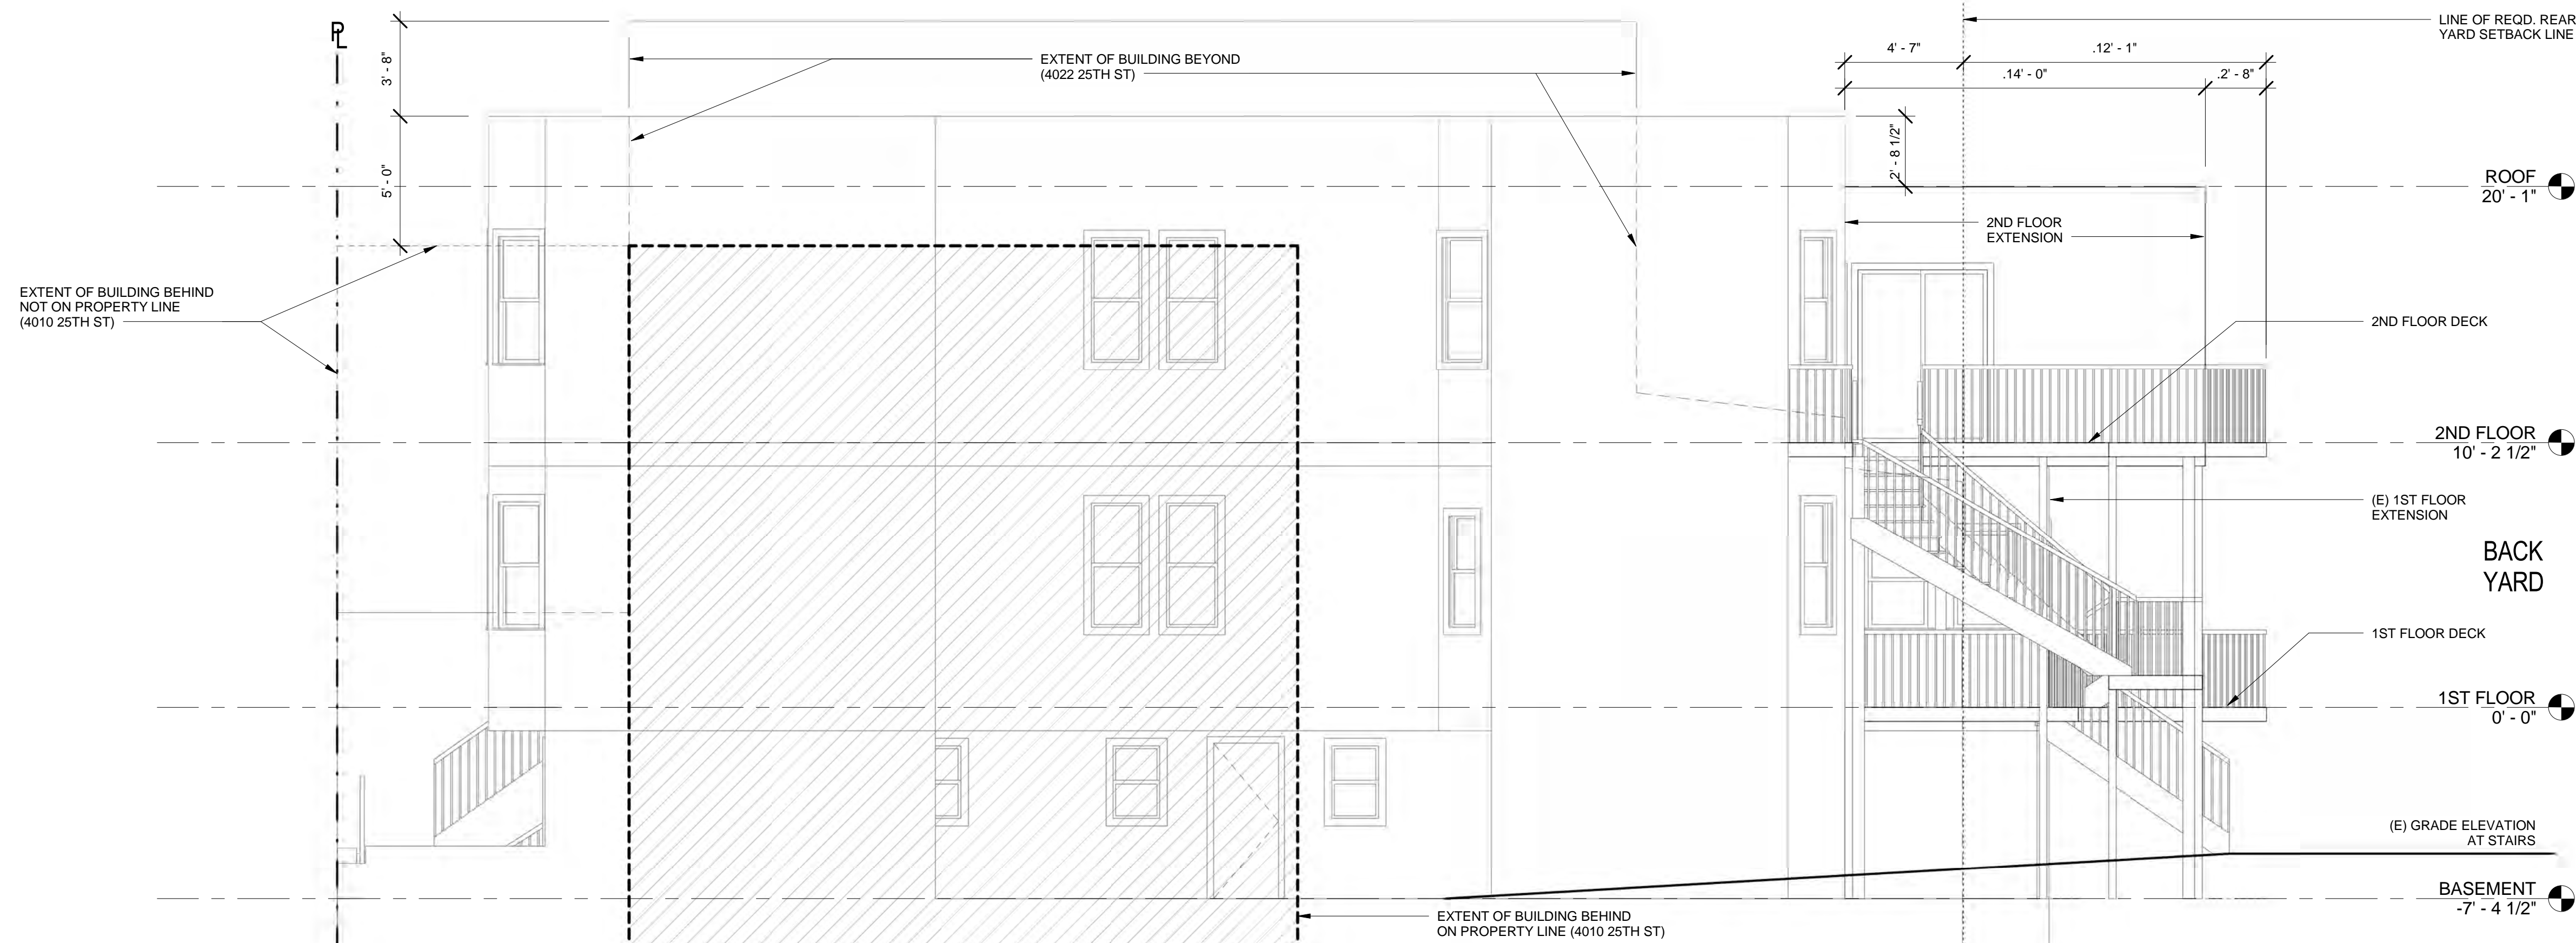 LINE OF REQD. REAR
YARD SETBACK LINE
PL
3' - 8"
EXTENT OF BUILDING BEYOND
(4022 25TH ST)
4' - 7"
.12' - 1"
.14' - 0"
.2' - 8"
5' - 0"
2' - 8 1/2"
ROOF
20' - 1"
2ND FLOOR
EXTENSION
EXTENT OF BUILDING BEHIND
NOT ON PROPERTY LINE
(4010 25TH ST)
2ND FLOOR DECK
2ND FLOOR
10' - 2 1/2"
(E) 1ST FLOOR
EXTENSION
BACK
YARD
1ST FLOOR DECK
1ST FLOOR
0' - 0"
(E) GRADE ELEVATION
AT STAIRS
BASEMENT
-7' - 4 1/2"
EXTENT OF BUILDING BEHIND
ON PROPERTY LINE (4010 25TH ST)